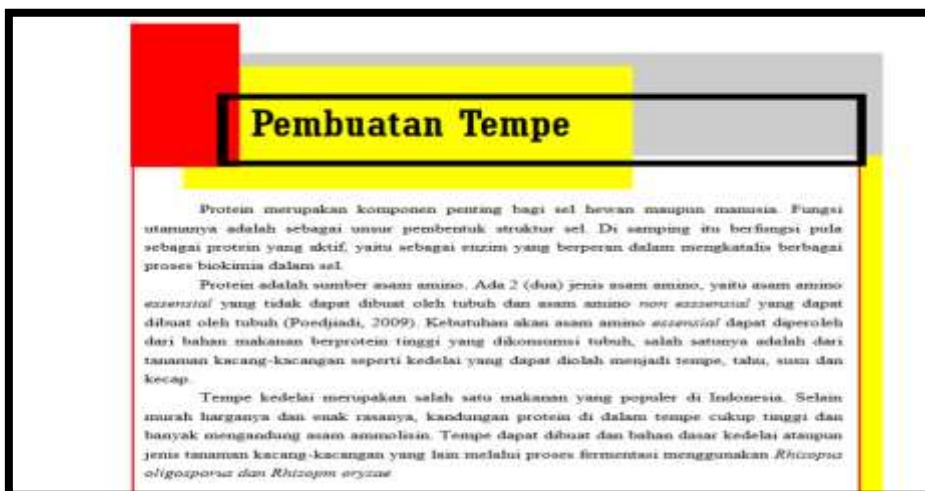 Pembuatan Tempe
Protein merupakan komponen penting bagi sel hewan maupun manusia. Fungsi
utamanya adalah sebagai unsur pembentuk struktur sel. Di samping itu berfungsi pula
sebagai protein yang aktif, yaitu sebagai enzim yang berperan dalam mengkatalis berbagai
proses biokimia dalam sel.
Protein adalah sumber asam amino. Ada 2 (dua) jenis asam amino, yaitu asam amino
essensial yang tidak dapat dibuat oleh tubuh dan asam amino non esssensial yang dapat
dibuat oleh tubuh (Poedjiadi, 2009). Kebutuhan akan asam amino essensial dapat diperoleh
dari bahan makanan berprotein tinggi yang dikonsumsi tubuh, salah satunya adalah dari
tanaman kacang-kacangan seperti kedelai yang dapat diolah menjadi tempe, tahu, susu dan
kecap.
Tempe kedelai merupakan salah satu makanan yang populer di Indonesia. Selain
murah harganya dan enak rasanya, kandungan protein di dalam tempe cukup tinggi dan
banyak mengandung asam ammolisin. Tempe dapat dibuat dan bahan dasar kedelai ataupun
jenis tanaman kacang-kacangan yang lain melalui proses fermentasi menggunakan Rhizopus
oligosporus dan Rhizopm oryzae